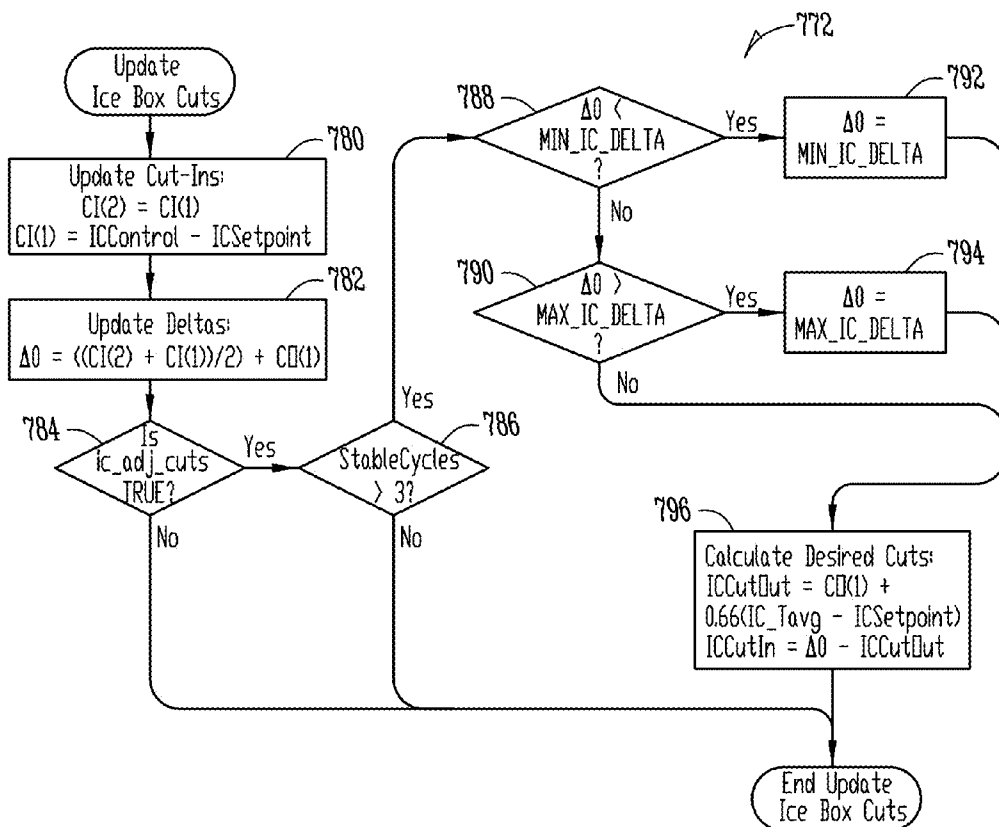 772
Update
Ice Box Cuts
780
Update Cut-Ins:
CI(2) = CI(1)
CI(1) = ICControl - ICSetpoint
782
Update Deltas:
Δ0 = ((CI(2) + CI(1))/2) + CO(1)
784
Is
ic_adj_cuts
TRUE?
Yes
No
786
StableCycles
> 3?
Yes
No
788
Δ0 <
MIN_IC_DELTA
?
Yes
No
792
Δ0 =
MIN_IC_DELTA
790
Δ0 >
MAX_IC_DELTA
?
Yes
No
794
Δ0 =
MAX_IC_DELTA
796
Calculate Desired Cuts:
ICCutOut = CO(1) +
0.66(IC_Tavg - ICSetpoint)
ICCutIn = Δ0 - ICCutOut
End Update
Ice Box Cuts